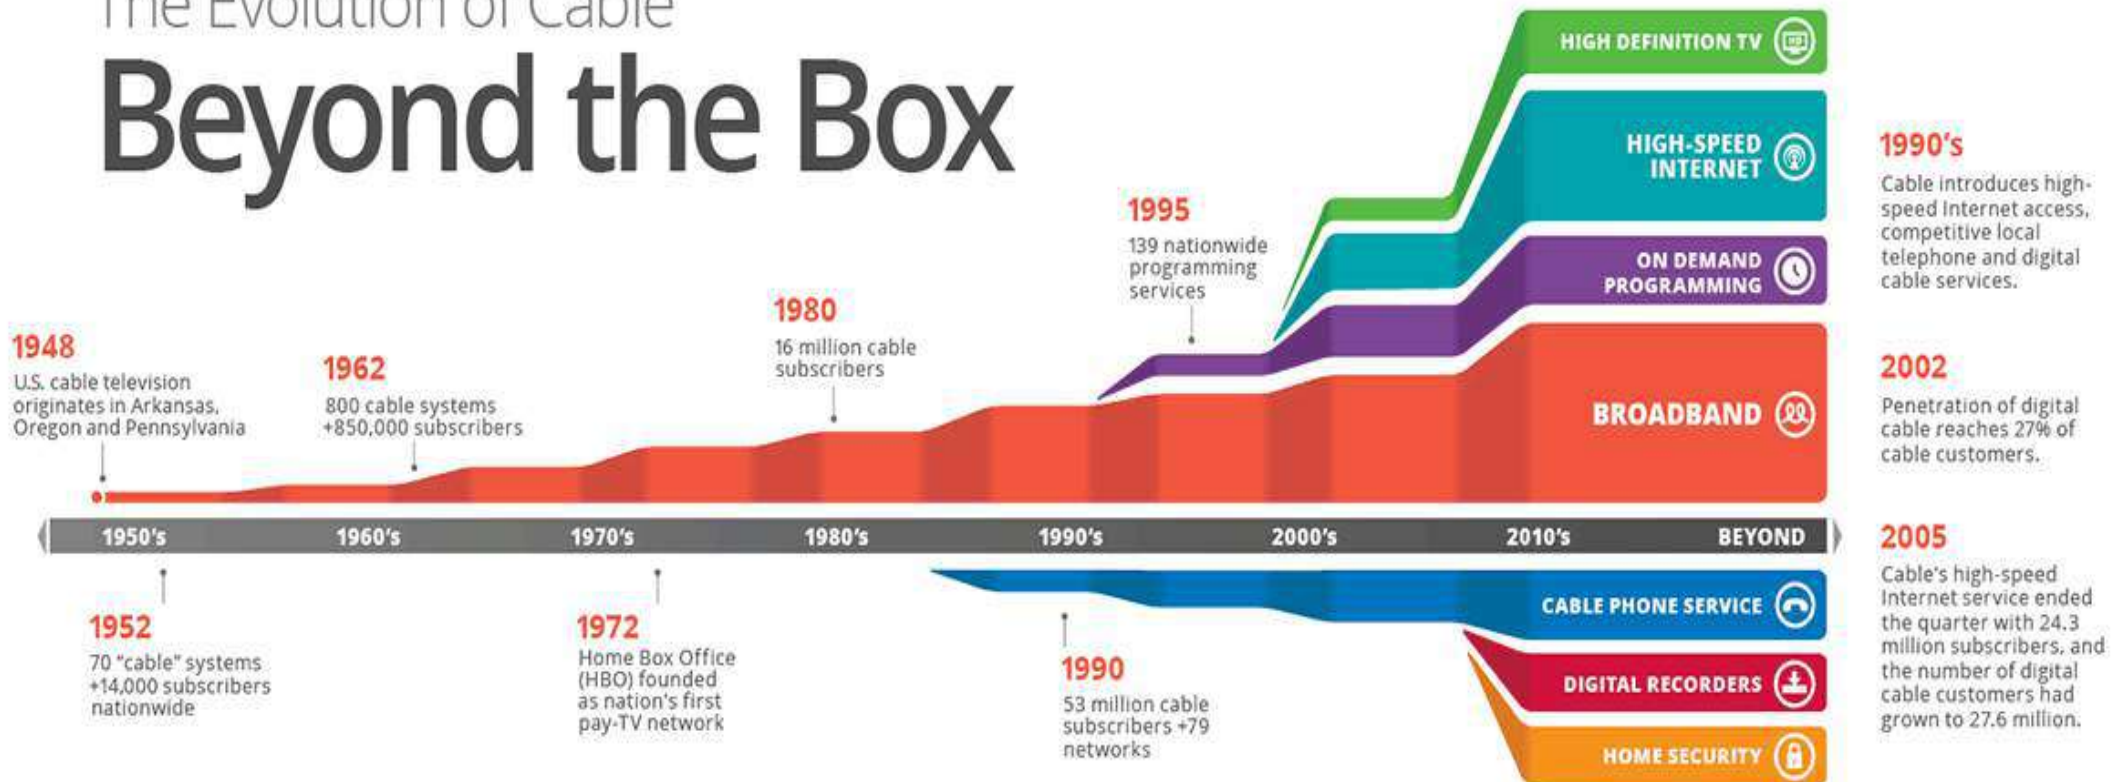 The Evolution of Cable
Beyond the Box
HIGH DEFINITION TV
HD
HIGH-SPEED
INTERNET
ON DEMAND
PROGRAMMING
BROADBAND
1948
U.S. cable television
originates in Arkansas,
Oregon and Pennsylvania
1962
800 cable systems
+850,000 subscribers
1980
16 million cable
subscribers
1995
139 nationwide
programming
services
1950's
1960's
1970's
1980's
1990's
2000's
2010's
BEYOND
1952
70 "cable" systems
+14,000 subscribers
nationwide
1972
Home Box Office
(HBO) founded
as nation's first
pay-TV network
1990
53 million cable
subscribers +79
networks
CABLE PHONE SERVICE
DIGITAL RECORDERS
HOME SECURITY
1990's
Cable introduces high-
speed Internet access,
competitive local
telephone and digital
cable services.
2002
Penetration of digital
cable reaches 27% of
cable customers.
2005
Cable's high-speed
Internet service ended
the quarter with 24.3
million subscribers, and
the number of digital
cable customers had
grown to 27.6 million.